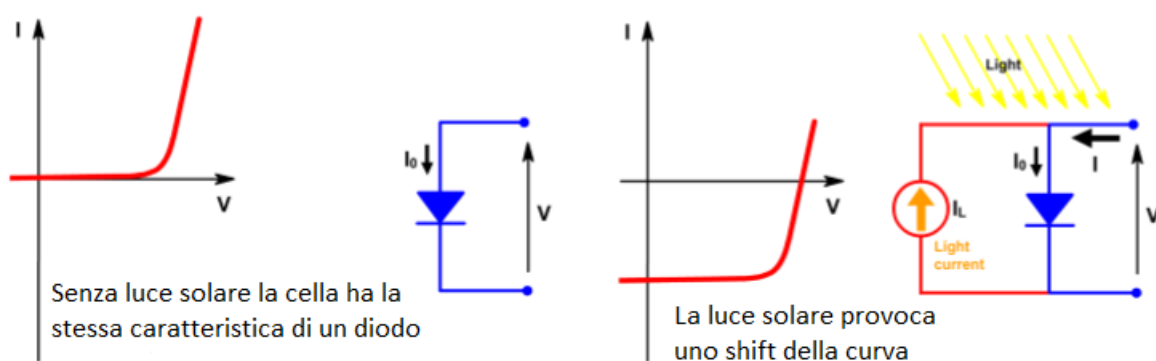 I
V
I₀
V
Senza luce solare la cella ha la
stessa caratteristica di un diodo
I
V
Light
I₀
I
I_L
V
Light
current
La luce solare provoca
uno shift della curva